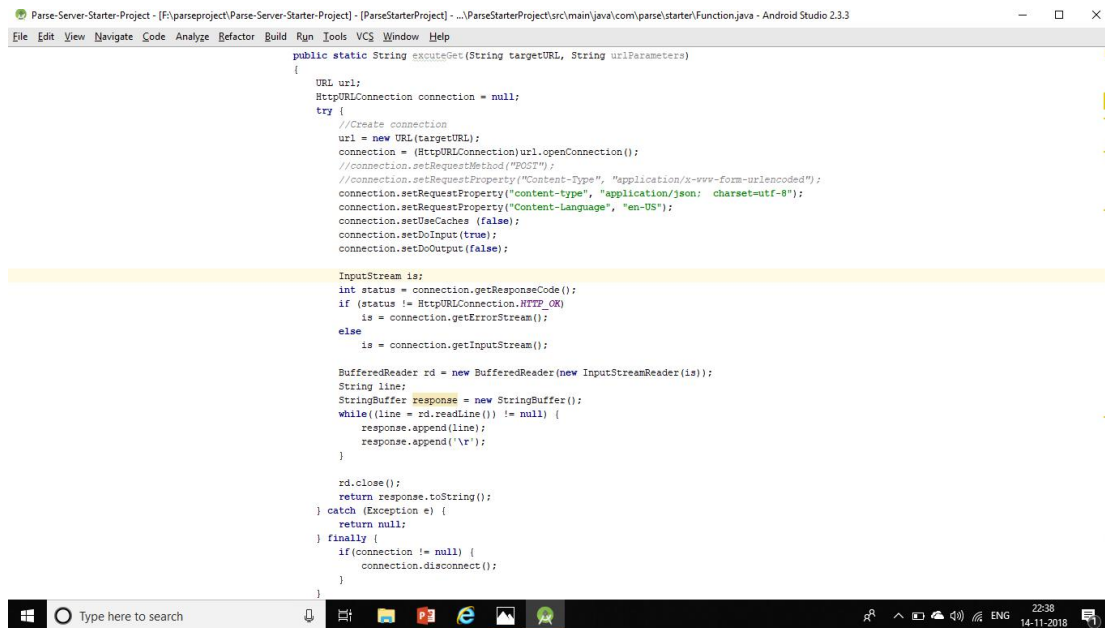 Parse-Server-Starter-Project - [F:\parseproject\Parse-Server-Starter-Project] - [ParseStarterProject] - ...\ParseStarterProject\src\main\java\com\parse\starter\Function.java - Android Studio 2.3.3
File Edit View Navigate Code Analyze Refactor Build Run Tools VCS Window Help
public static String excuteGet(String targetURL, String urlParameters)
{
URL url;
HttpURLConnection connection = null;
try {
//Create connection
url = new URL(targetURL);
connection = (HttpURLConnection)url.openConnection();
//connection.setRequestMethod("POST");
//connection.setRequestProperty("Content-Type", "application/x-www-form-urlencoded");
connection.setRequestProperty("content-type", "application/json;  charset=utf-8");
connection.setRequestProperty("Content-Language", "en-US");
connection.setUseCaches (false);
connection.setDoInput(true);
connection.setDoOutput(false);
InputStream is;
int status = connection.getResponseCode();
if (status != HttpURLConnection.HTTP_OK)
is = connection.getErrorStream();
else
is = connection.getInputStream();
BufferedReader rd = new BufferedReader(new InputStreamReader(is));
String line;
StringBuffer response = new StringBuffer();
while((line = rd.readLine()) != null) {
response.append(line);
response.append('\r');
}
rd.close();
return response.toString();
} catch (Exception e) {
return null;
} finally {
if(connection != null) {
connection.disconnect();
}
}
Type here to search
ENG
22:38
14-11-2018